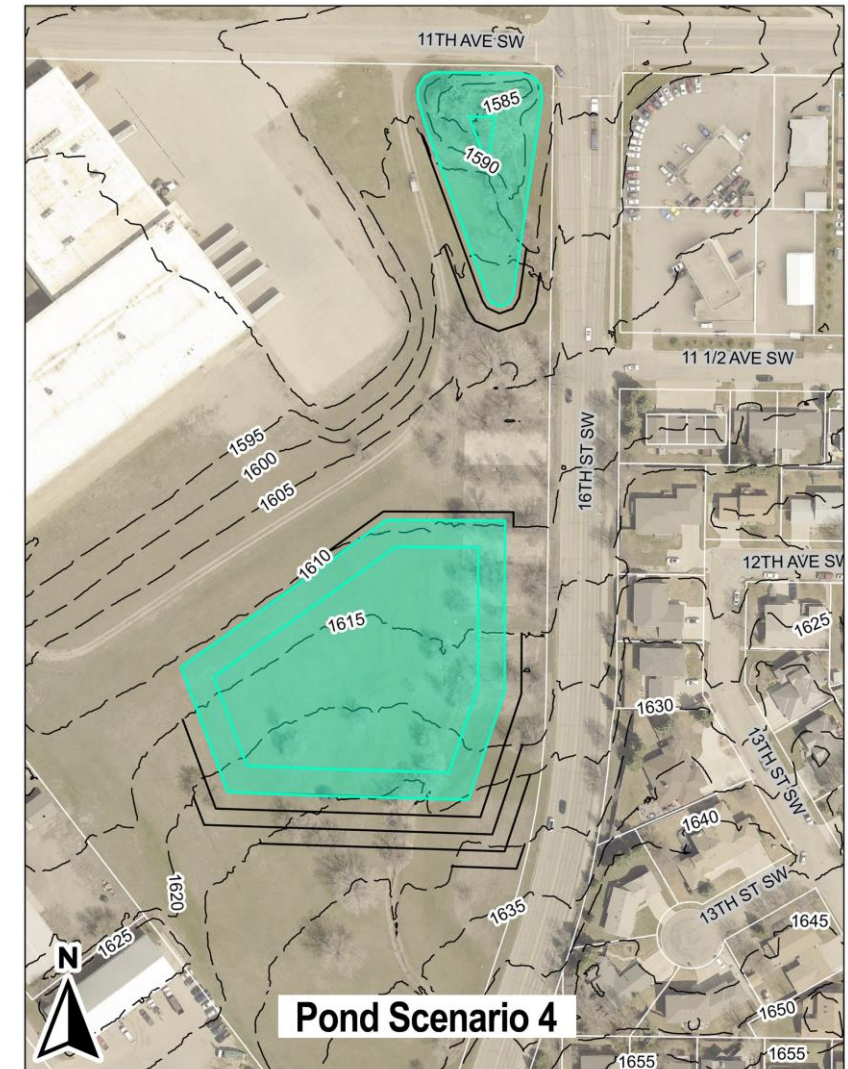 11TH AVE SW
1585
1590
11 1/2 AVE SW
1595
1600
1605
16TH ST SW
1610
12TH AVE SW
1615
1625
1630
13TH ST SW
1640
1620
13TH ST SW
1635
1645
1625
N
1650
Pond Scenario 4
1655
1655